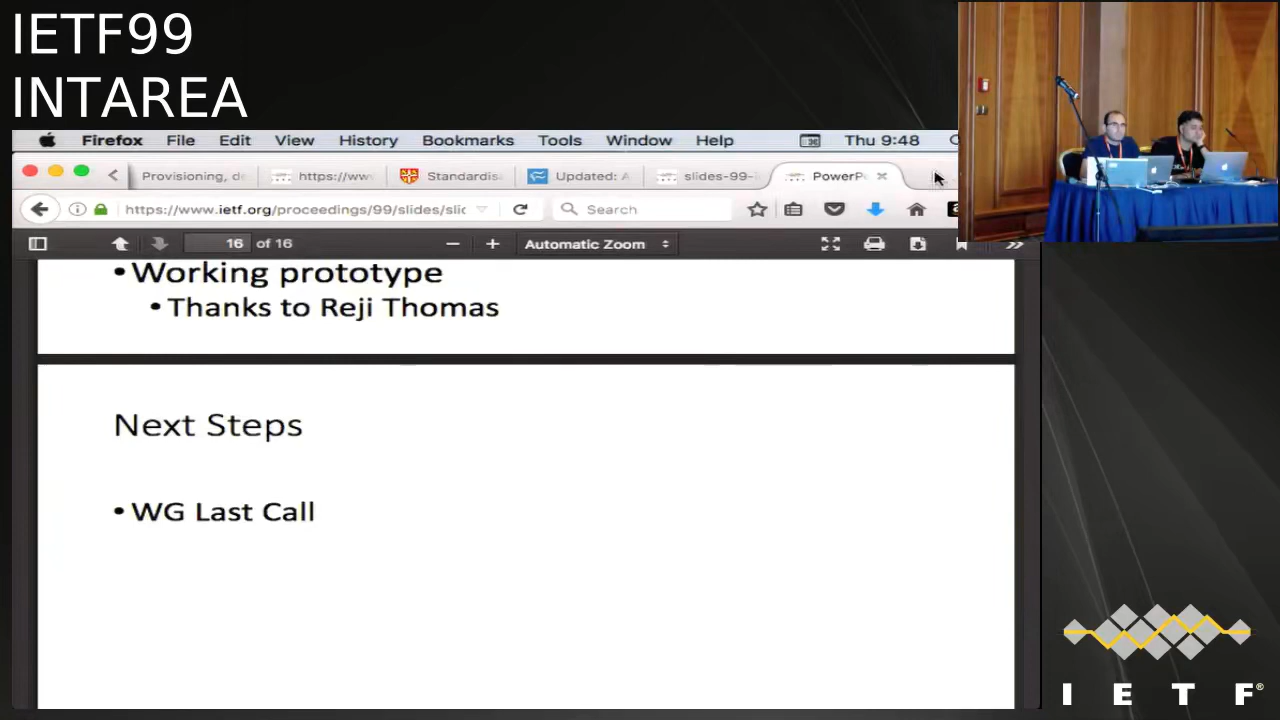 IETF99
INTAREA
Firefox File Edit View History Bookmarks Tools Window Help Thu 9:48
Provisioning, d https://ww Standardis Updated: A slides-99- PowerP
https://www.ietf.org/proceedings/99/slides/slic Search
16 of 16 Automatic Zoom
• Working prototype
• Thanks to Reji Thomas
Next Steps
• WG Last Call
I E T F®